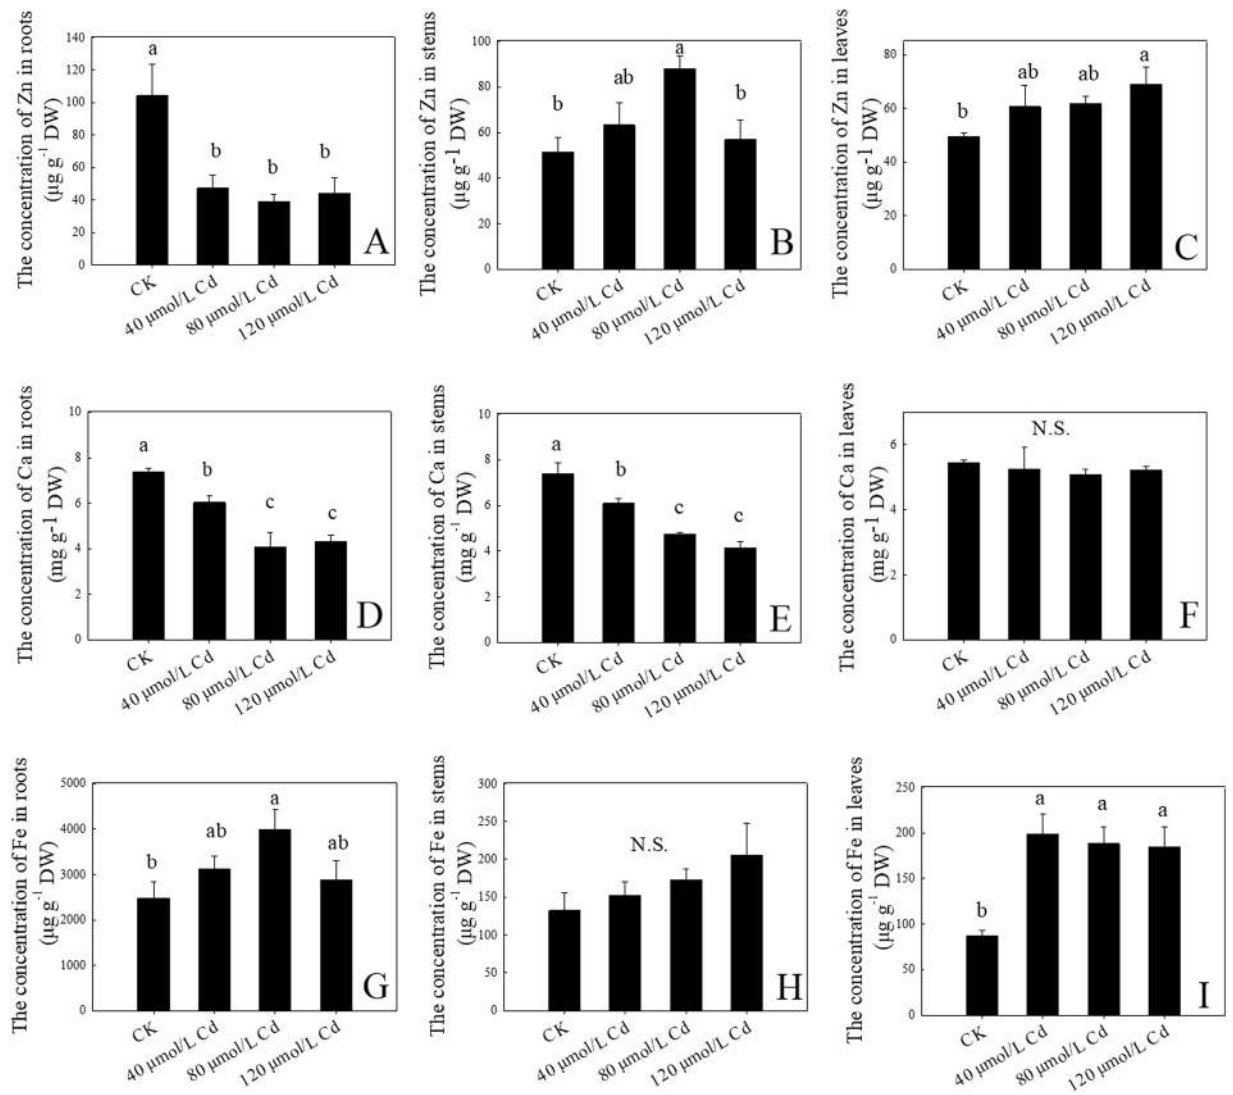 The concentration of Zn in roots
(μg g-1 DW)
140
120
100
80
60
40
20
0
a
b
b
b
A
CK
40 μmol/L Cd
80 μmol/L Cd
120 μmol/L Cd
The concentration of Zn in stems
(μg g-1 DW)
100
80
60
40
20
0
b
ab
a
b
B
CK
40 μmol/L Cd
80 μmol/L Cd
120 μmol/L Cd
The concentration of Zn in leaves
(μg g-1 DW)
80
60
40
20
0
b
ab
ab
a
C
CK
40 μmol/L Cd
80 μmol/L Cd
120 μmol/L Cd
The concentration of Ca in roots
(mg g-1 DW)
10
8
6
4
2
0
a
b
c
c
D
CK
40 μmol/L Cd
80 μmol/L Cd
120 μmol/L Cd
The concentration of Ca in stems
(mg g-1 DW)
10
8
6
4
2
0
a
b
c
c
E
CK
40 μmol/L Cd
80 μmol/L Cd
120 μmol/L Cd
The concentration of Ca in leaves
(mg g-1 DW)
6
4
2
0
N.S.
F
CK
40 μmol/L Cd
80 μmol/L Cd
120 μmol/L Cd
The concentration of Fe in roots
(μg g-1 DW)
5000
4000
3000
2000
1000
0
b
ab
a
ab
G
CK
40 μmol/L Cd
80 μmol/L Cd
120 μmol/L Cd
The concentration of Fe in stems
(μg g-1 DW)
300
250
200
150
100
50
0
N.S.
H
CK
40 μmol/L Cd
80 μmol/L Cd
120 μmol/L Cd
The concentration of Fe in leaves
(μg g-1 DW)
250
200
150
100
50
0
b
a
a
a
I
CK
40 μmol/L Cd
80 μmol/L Cd
120 μmol/L Cd